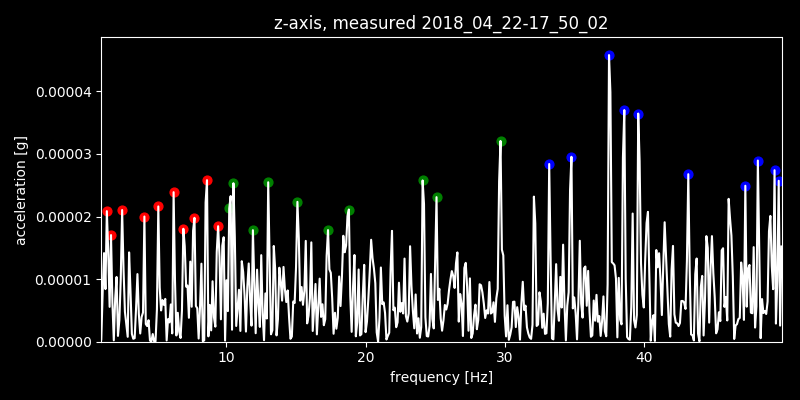 z-axis, measured 2018_04_22-17_50_02
acceleration [g]
0.00004
0.00003
0.00002
0.00001
0.00000
10 20 30 40
frequency [Hz]